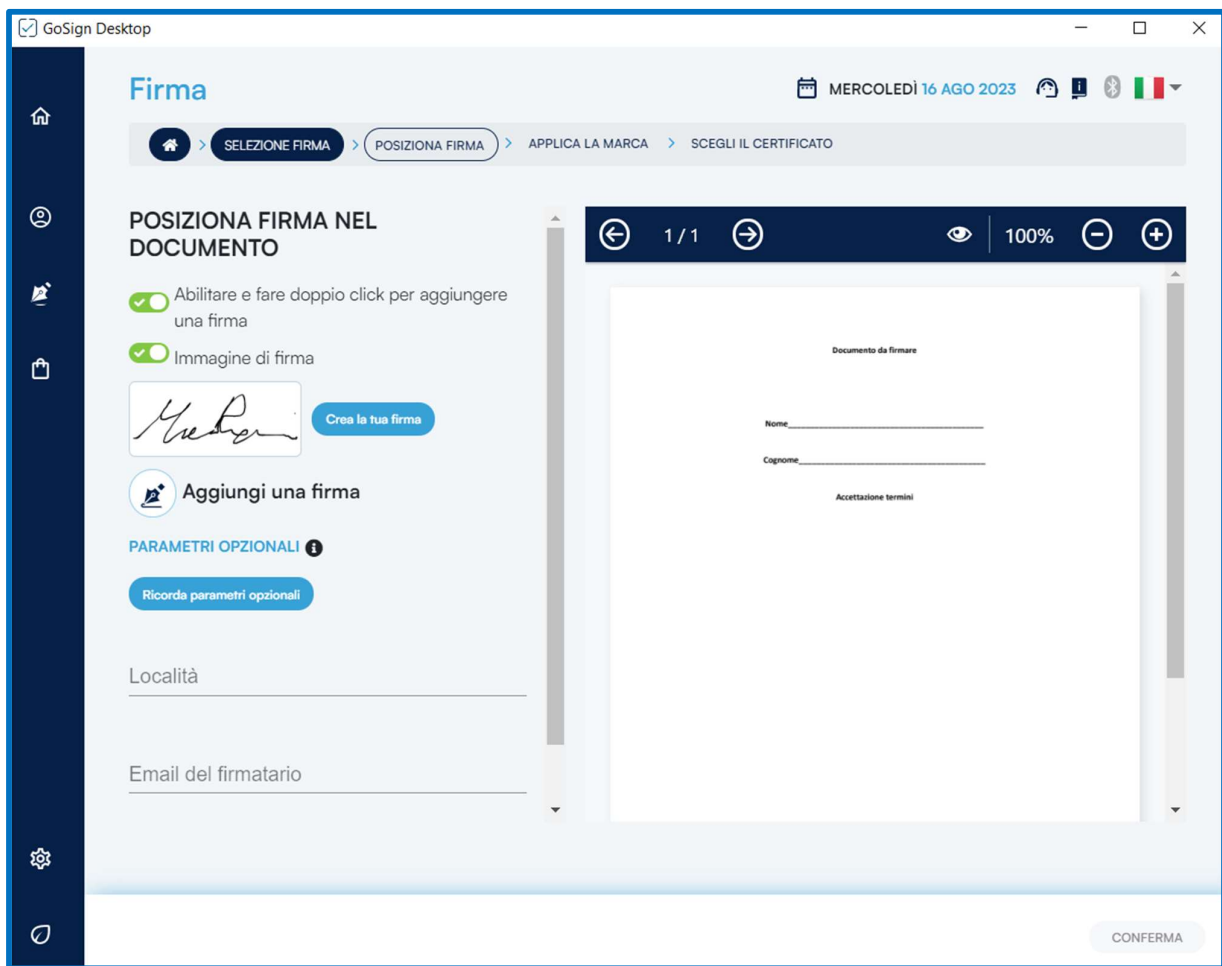 GoSign Desktop
Firma
MERCOLEDÌ 16 AGO 2023
SELEZIONE FIRMA > POSIZIONA FIRMA > APPLICA LA MARCA > SCEGLI IL CERTIFICATO
POSIZIONA FIRMA NEL
DOCUMENTO
Abilitare e fare doppio click per aggiungere
una firma
Immagine di firma
Crea la tua firma
Aggiungi una firma
PARAMETRI OPZIONALI
Ricorda parametri opzionali
Località
Email del firmatario
1 / 1
100%
Documento da firmare
Nome
Cognome
Accettazione termini
CONFERMA